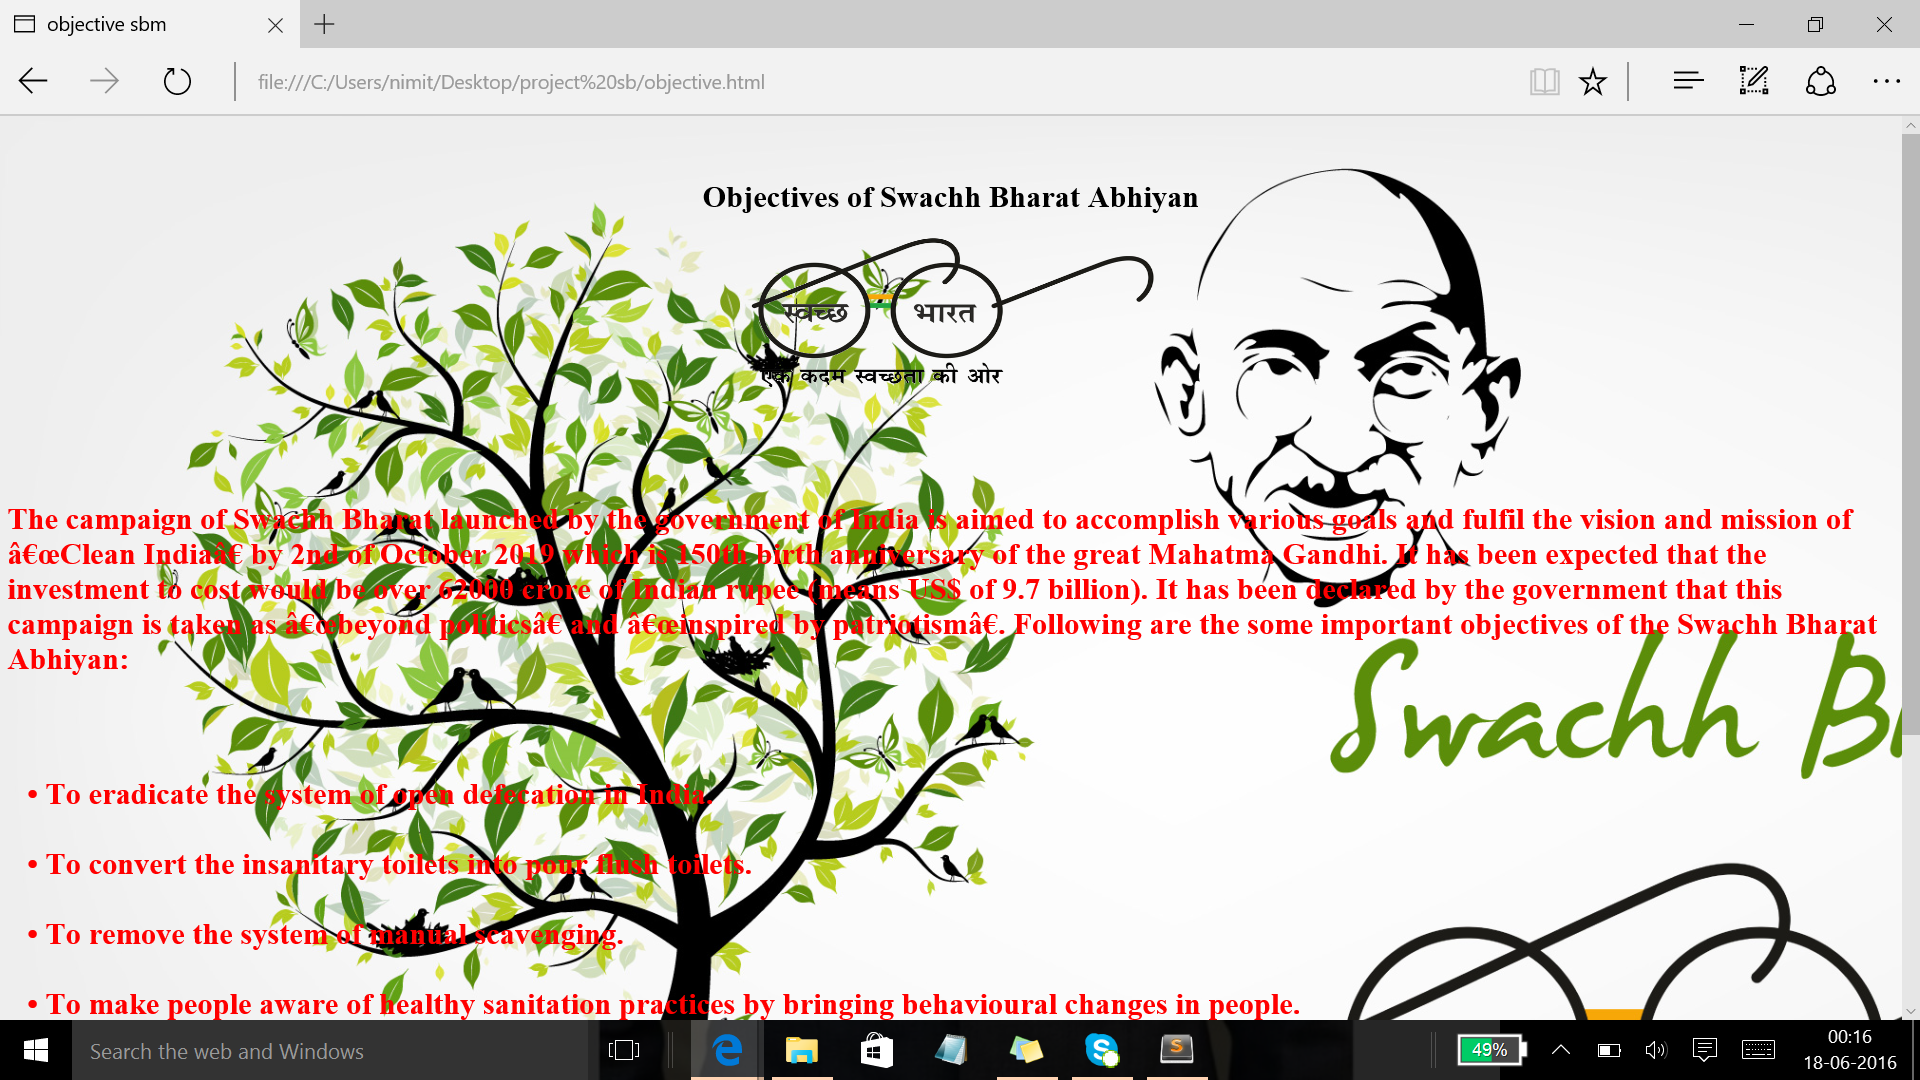 objective sbm
file:///C:/Users/nimit/Desktop/project%20sb/objective.html
Objectives of Swachh Bharat Abhiyan
स्वच्छ भारत
एक कदम स्वच्छता की ओर
The campaign of Swachh Bharat launched by the government of India is aimed to accomplish various goals and fulfil the vision and mission of
â€œClean Indiaâ€ by 2nd of October 2019 which is 150th birth anniversary of the great Mahatma Gandhi. It has been expected that the
investment to cost would be over 62000 crore of Indian rupee (means US$ of 9.7 billion). It has been declared by the government that this
campaign is taken as â€œbeyond politicsâ€ and â€œinspired by patriotismâ€. Following are the some important objectives of the Swachh Bharat
Abhiyan:
Swachh B
• To eradicate the system of open defecation in India.
• To convert the insanitary toilets into pour flush toilets.
• To remove the system of manual scavenging.
• To make people aware of healthy sanitation practices by bringing behavioural changes in people.
Search the web and Windows
49%
00:16
18-06-2016